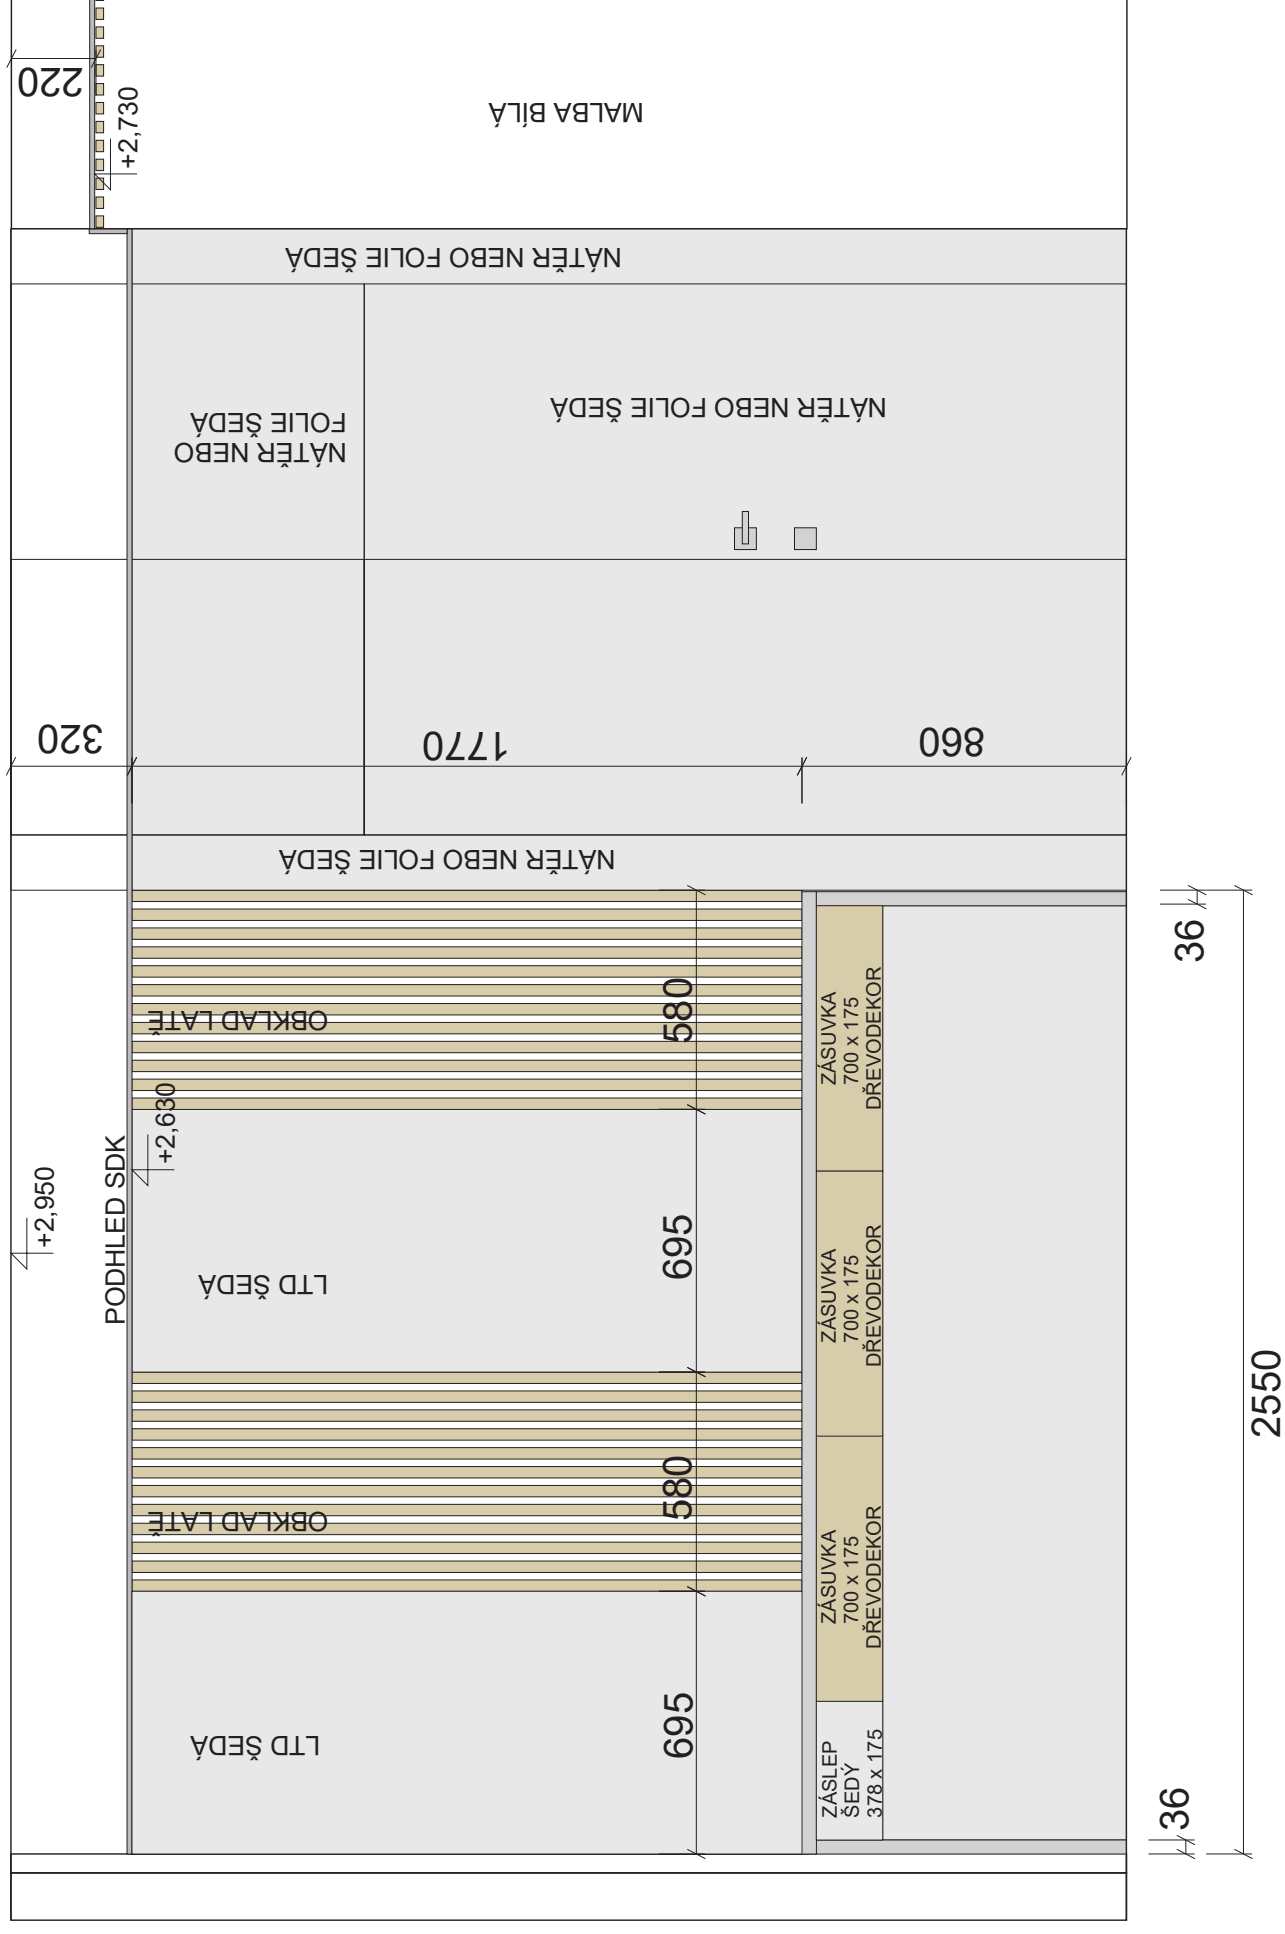 220
+2,730
MALBA BÍLÁ
NÁTĚR NEBO FOLIE ŠEDÁ
NÁTĚR NEBO
FOLIE ŠEDÁ
NÁTĚR NEBO FOLIE ŠEDÁ
320
1770
860
NÁTĚR NEBO FOLIE ŠEDÁ
36
OBKLAD LATĚ
580
ZÁSUVKA
700 x 175
DŘEVODEKOR
+2,950
PODHLED SDK
+2,630
LTD ŠEDÁ
695
ZÁSUVKA
700 x 175
DŘEVODEKOR
2550
OBKLAD LATĚ
580
ZÁSUVKA
700 x 175
DŘEVODEKOR
LTD ŠEDÁ
695
ZÁSLEP
ŠEDÝ
378 x 175
36